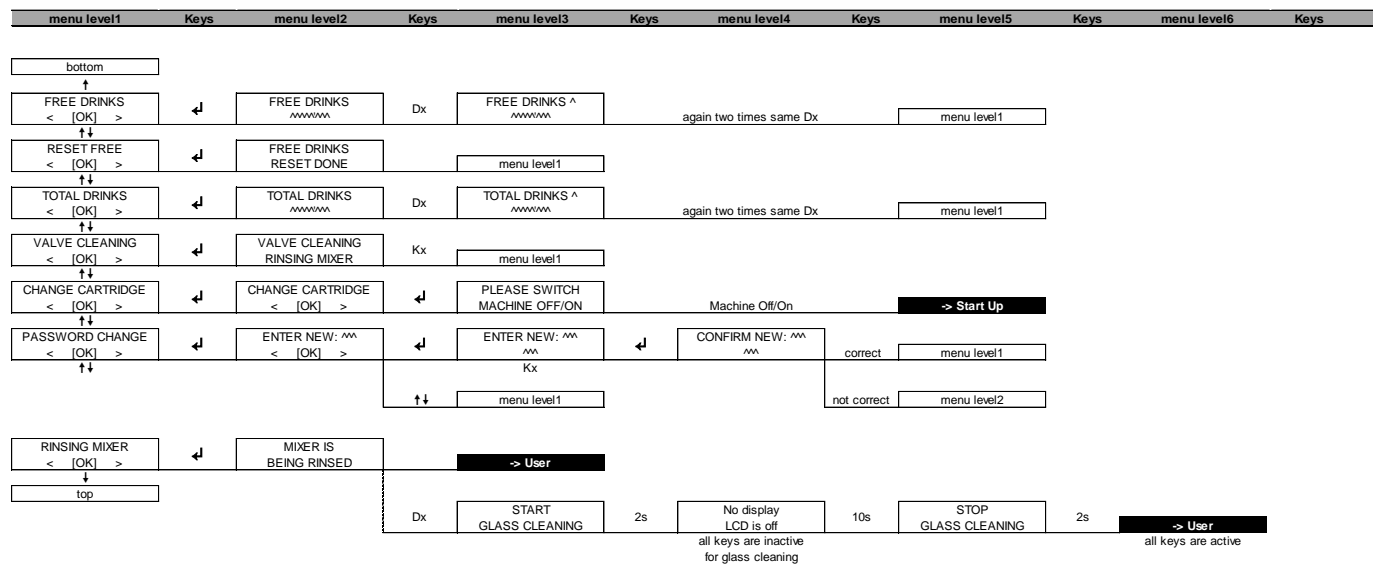 menu level1 Keys menu level2 Keys menu level3 Keys menu level4 Keys menu level5 Keys menu level6 Keys
bottom
↑
FREE DRINKS ↲ FREE DRINKS Dx FREE DRINKS ^
< [OK] > ^^^^^/^^^ ^^^^^/^^^ again two times same Dx menu level1
↑↓
RESET FREE ↲ FREE DRINKS
< [OK] > RESET DONE menu level1
↑↓
TOTAL DRINKS ↲ TOTAL DRINKS Dx TOTAL DRINKS ^
< [OK] > ^^^^^/^^^ ^^^^^/^^^ again two times same Dx menu level1
↑↓
VALVE CLEANING ↲ VALVE CLEANING Kx
< [OK] > RINSING MIXER menu level1
↑↓
CHANGE CARTRIDGE ↲ CHANGE CARTRIDGE ↲ PLEASE SWITCH
< [OK] > < [OK] > MACHINE OFF/ON Machine Off/On -> Start Up
↑↓
PASSWORD CHANGE ↲ ENTER NEW: ^^^ ↲ ENTER NEW: ^^^ ↲ CONFIRM NEW: ^^^
< [OK] > < [OK] > ^^^ ^^^ correct menu level1
↑↓ Kx
↑↓ menu level1 not correct menu level2
RINSING MIXER ↲ MIXER IS
< [OK] > BEING RINSED -> User
↓
top
Dx START 2s No display 10s STOP 2s
GLASS CLEANING LCD is off GLASS CLEANING -> User
all keys are inactive all keys are active
for glass cleaning